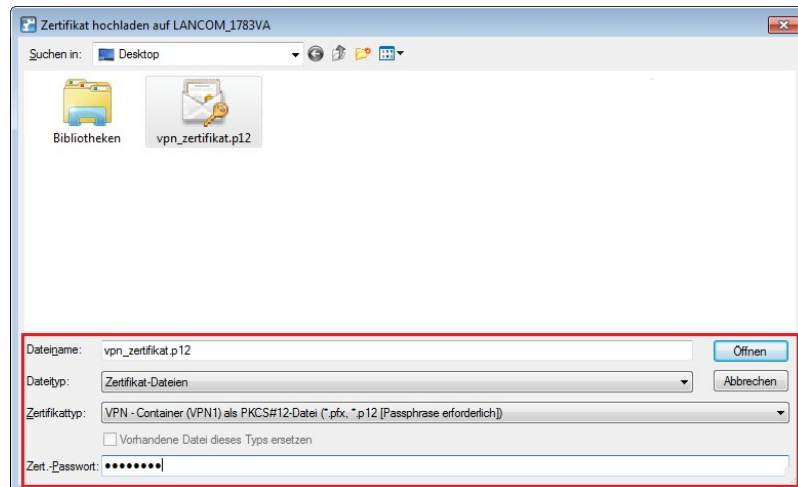 Zertifikat hochladen auf LANCOM_1783VA
Suchen in: Desktop
Bibliotheken vpn_zertifikat.p12
Dateiname: vpn_zertifikat.p12 Öffnen
Dateityp: Zertifikat-Dateien Abbrechen
Zertifikattyp: VPN - Container (VPN1) als PKCS#12-Datei (*.pfx, *.p12 [Passphrase erforderlich])
Vorhandene Datei dieses Typs ersetzen
Zert.-Passwort: ••••••••